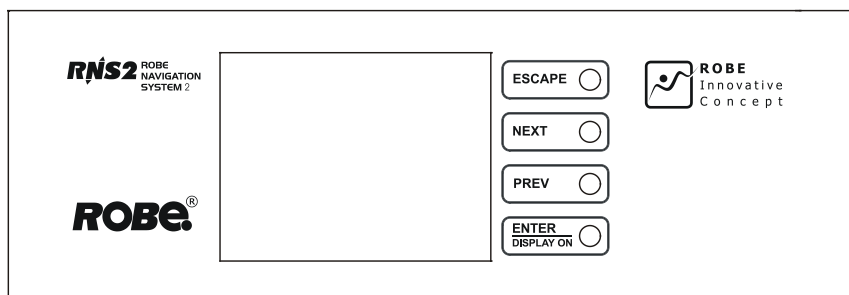 RNS2 ROBE
NAVIGATION
SYSTEM 2
ROBE®
ESCAPE
NEXT
PREV
ENTER
DISPLAY ON
ROBE
Innovative
Concept